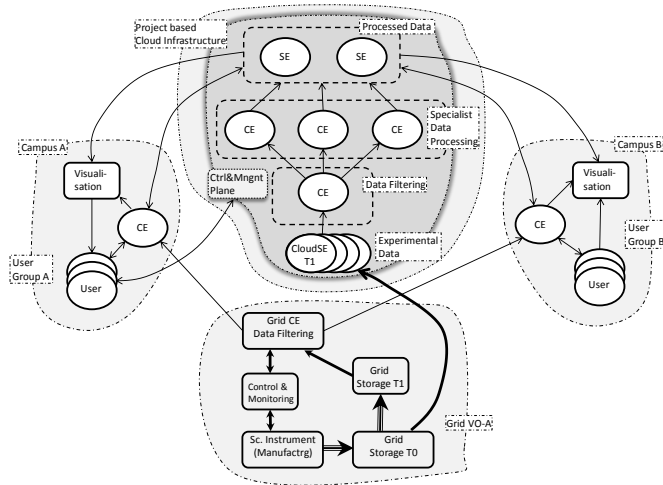 Project based
Cloud Infrastructure
Processed Data
SE
SE
Specialist
Data
Processing
CE
CE
CE
Campus A
Campus B
Visuali-
sation
Visuali-
sation
Ctrl&Mngnt
Plane
CE
Data Filtering
CE
CE
User
Group A
User
Group B
CloudSE
T1
Experimental
Data
User
User
Grid CE
Data Filtering
Grid
Storage T1
Control &
Monitoring
Grid VO-A
Sc. Instrument
(Manufactrg)
Grid
Storage T0